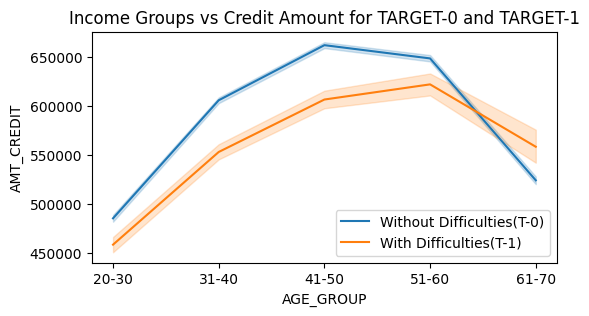 Income Groups vs Credit Amount for TARGET-0 and TARGET-1
650000
600000
550000
500000
450000
AMT_CREDIT
Without Difficulties(T-0)
With Difficulties(T-1)
20-30 31-40 41-50 51-60 61-70
AGE_GROUP